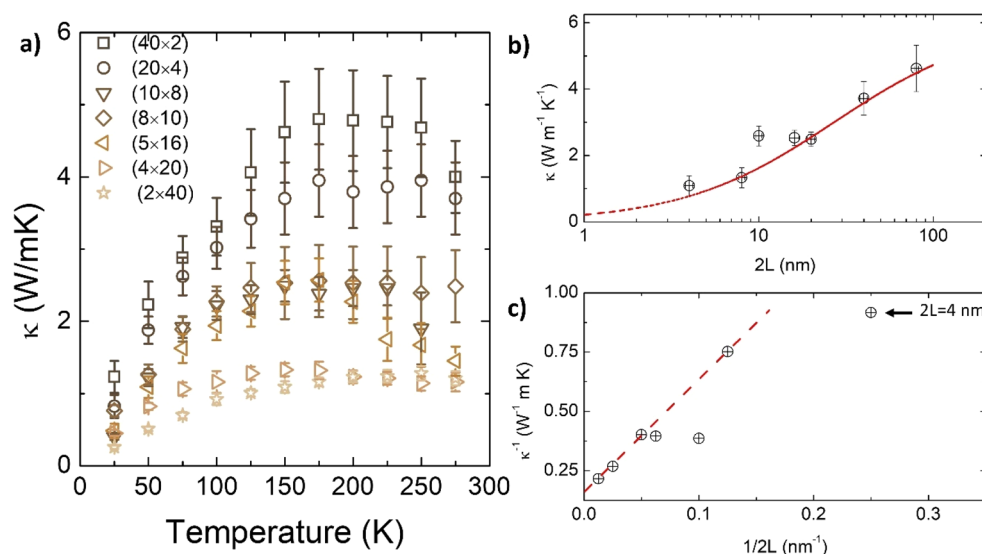 a)
6
4
2
0
κ (W/mK)
(40×2)
(20×4)
(10×8)
(8×10)
(5×16)
(4×20)
(2×40)
0 50 100 150 200 250 300
Temperature (K)
b)
6
4
2
0
κ (W m⁻¹ K⁻¹)
1 10 100
2L (nm)
c)
1.00
0.75
0.50
0.25
κ⁻¹ (W⁻¹ m K)
2L=4 nm
0.0 0.1 0.2 0.3
1/2L (nm⁻¹)